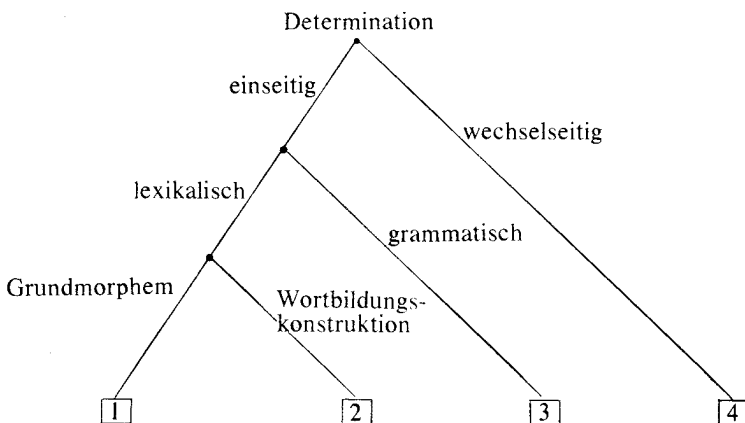 Determination
einseitig
wechselseitig
lexikalisch
grammatisch
Grundmorphem
Wortbildungs-
konstruktion
1 2 3 4